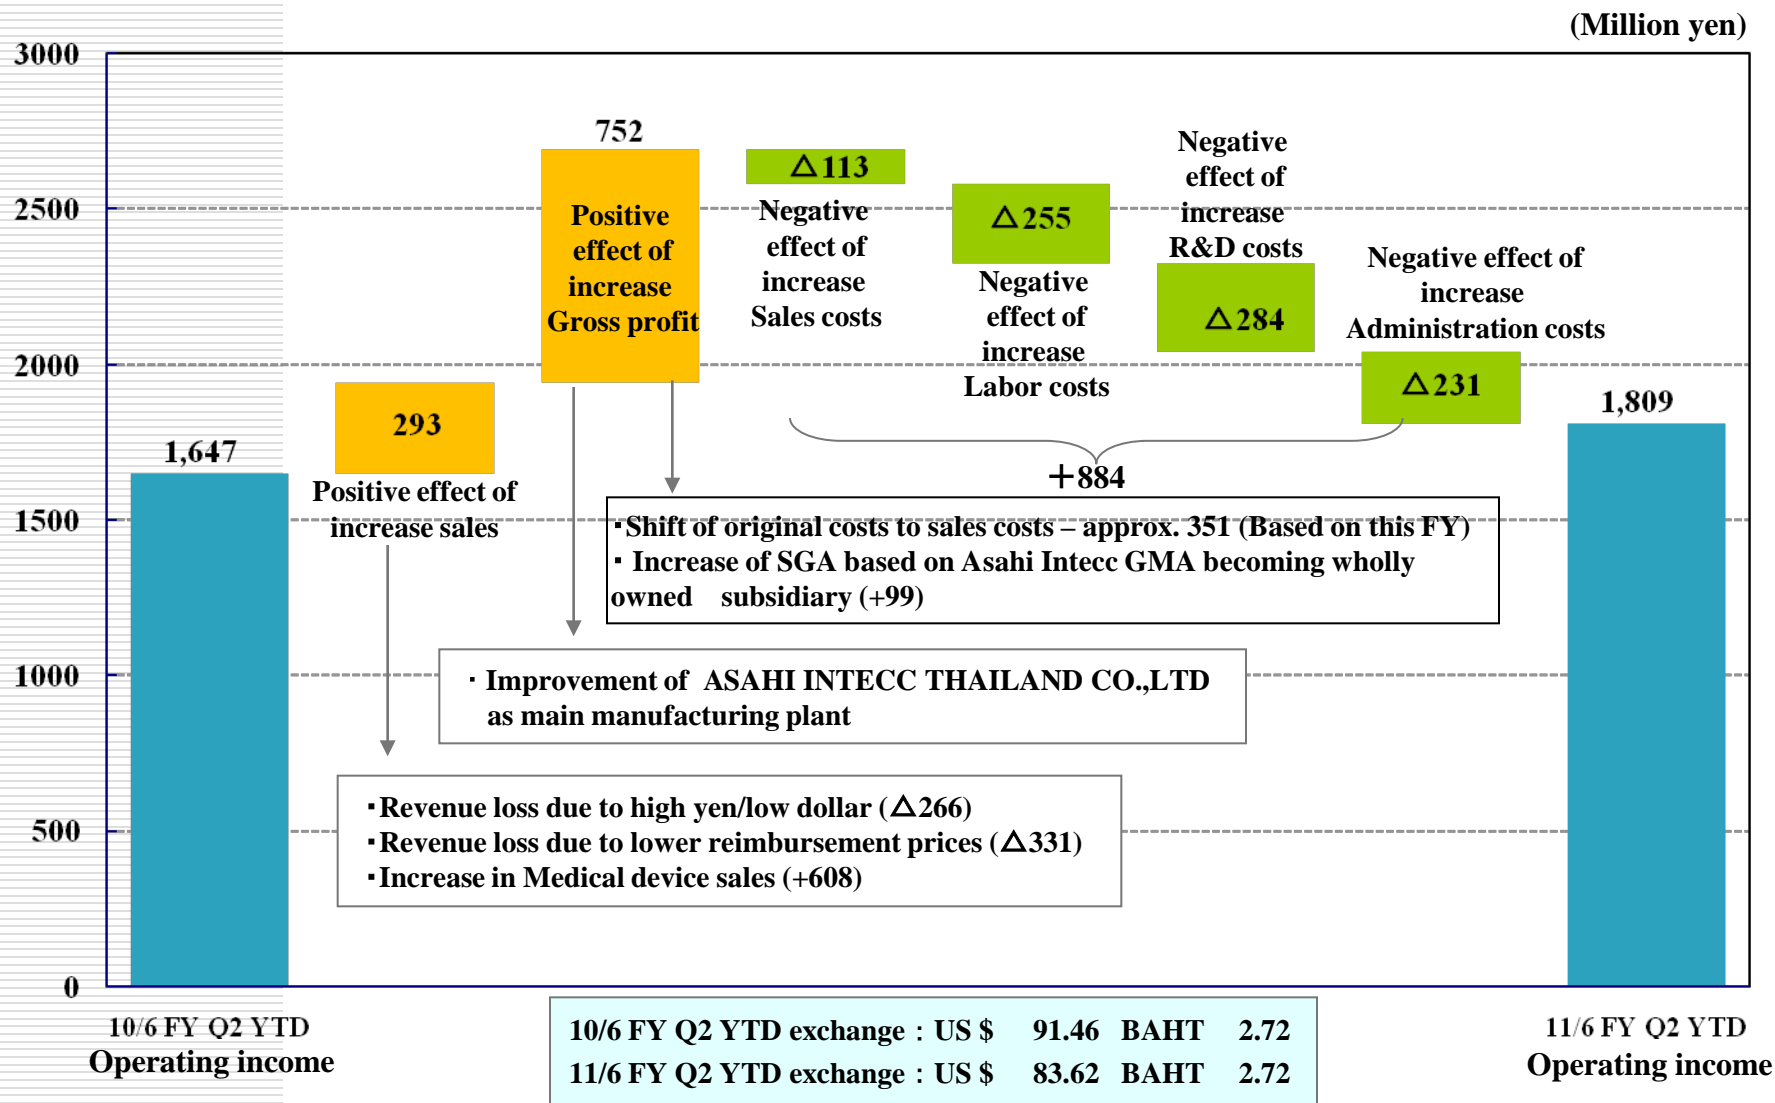 (Million yen)
3000
2500
2000
1500
1000
500
0
1,647
293
Positive effect of
increase sales
752
Positive
effect of
increase
Gross profit
△113
Negative
effect of
increase
Sales costs
△255
Negative
effect of
increase
Labor costs
Negative
effect of
increase
R&D costs
△284
Negative effect of
increase
Administration costs
△231
1,809
+884
・Shift of original costs to sales costs – approx. 351 (Based on this FY)
・ Increase of SGA based on Asahi Intecc GMA becoming wholly
owned subsidiary (+99)
・ Improvement of ASAHI INTECC THAILAND CO.,LTD
as main manufacturing plant
・Revenue loss due to high yen/low dollar (△266)
・Revenue loss due to lower reimbursement prices (△331)
・Increase in Medical device sales (+608)
10/6 FY Q2 YTD
Operating income
10/6 FY Q2 YTD exchange : US $ 91.46 BAHT 2.72
11/6 FY Q2 YTD exchange : US $ 83.62 BAHT 2.72
11/6 FY Q2 YTD
Operating income